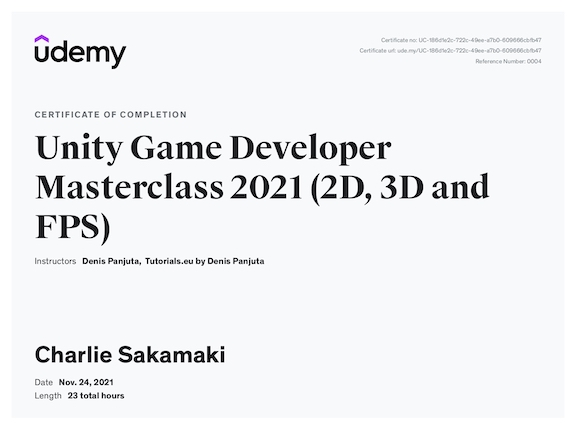 udemy
Certificate no: UC-186d1e2c-722c-49ee-a7b0-609666cb1b47
Certificate url: ude.my/UC-186d1e2c-722c-49ee-a7b0-609666cb1b47
Reference Number: 0004
CERTIFICATE OF COMPLETION
Unity Game Developer
Masterclass 2021 (2D, 3D and
FPS)
Instructors Denis Panjuta, Tutorials.eu by Denis Panjuta
Charlie Sakamaki
Date Nov. 24, 2021
Length 23 total hours